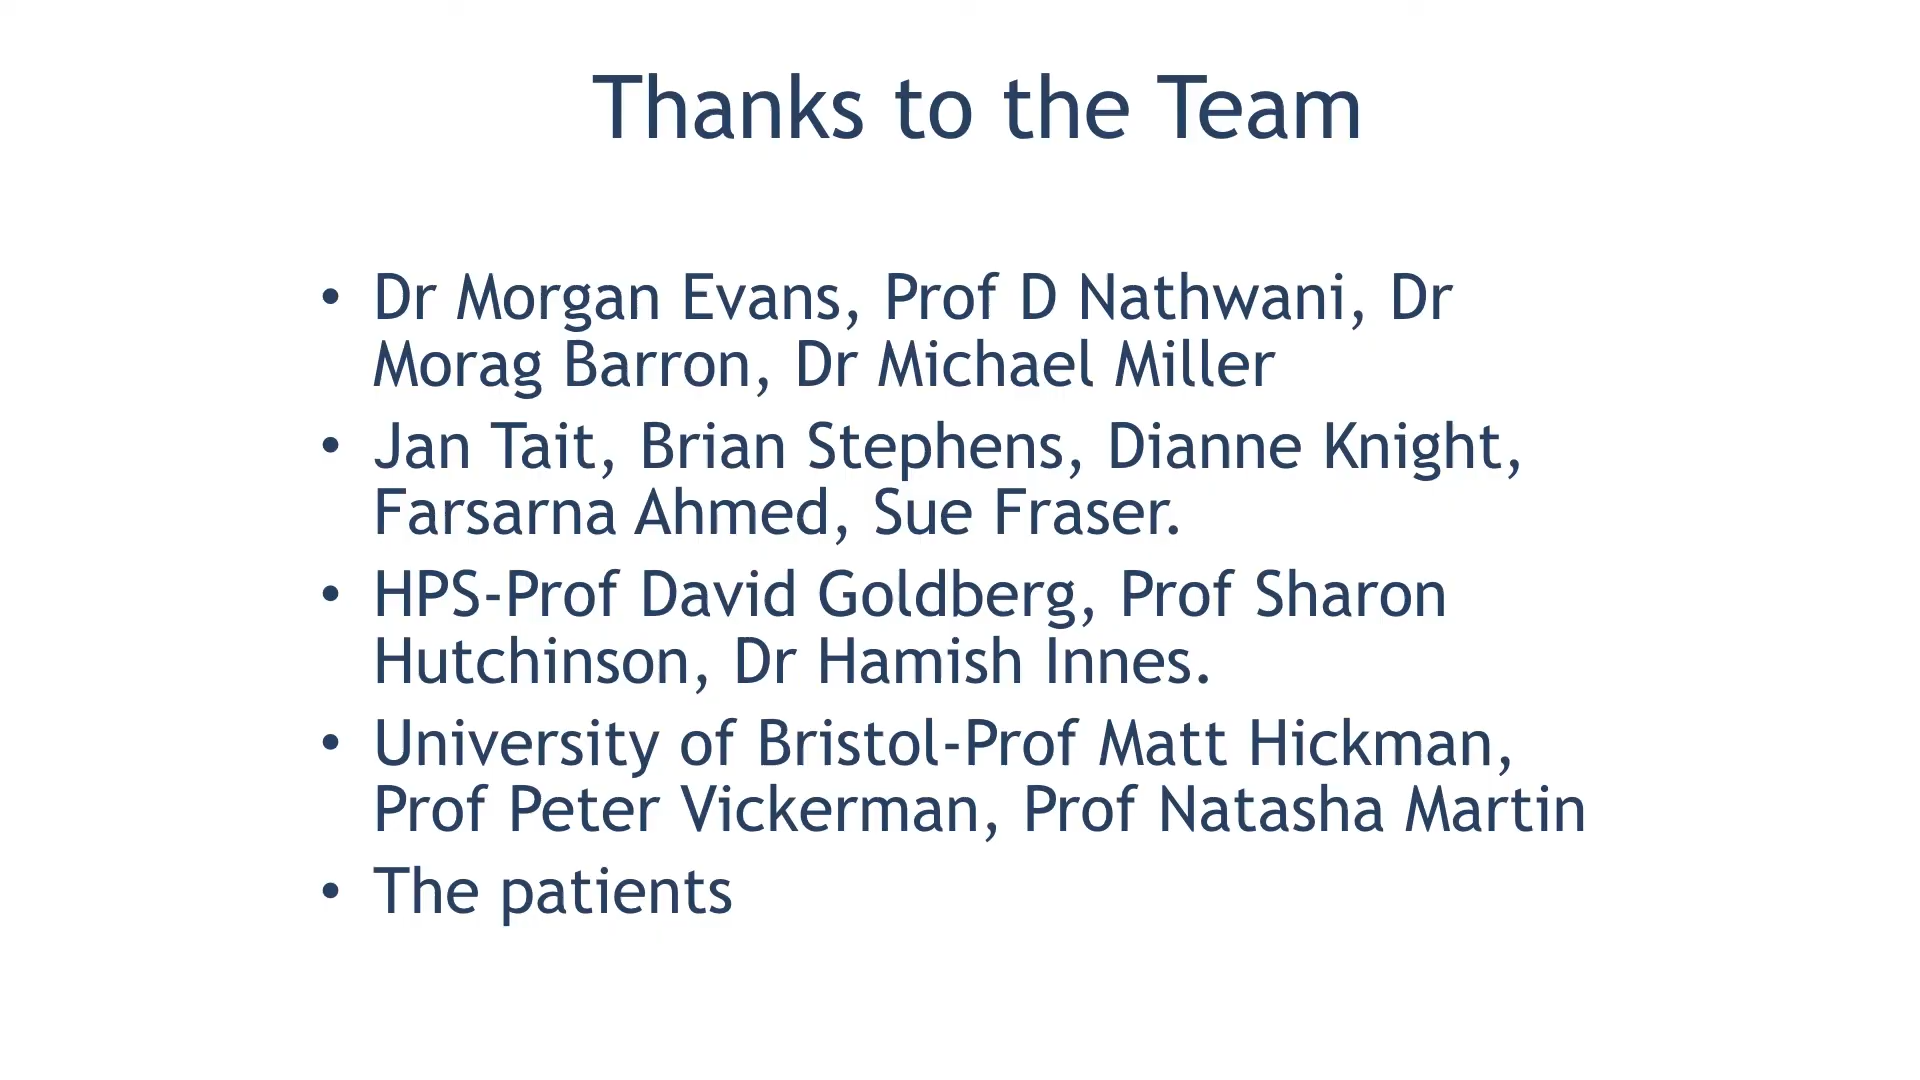 Thanks to the Team
• Dr Morgan Evans, Prof D Nathwani, Dr
Morag Barron, Dr Michael Miller
• Jan Tait, Brian Stephens, Dianne Knight,
Farsarna Ahmed, Sue Fraser.
• HPS-Prof David Goldberg, Prof Sharon
Hutchinson, Dr Hamish Innes.
• University of Bristol-Prof Matt Hickman,
Prof Peter Vickerman, Prof Natasha Martin
• The patients